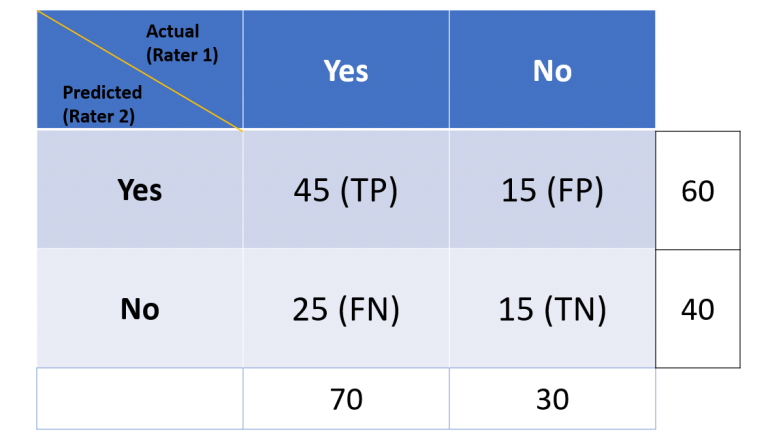 Actual
(Rater 1)
Predicted
(Rater 2)
Yes
No
Yes
45 (TP)
15 (FP)
60
No
25 (FN)
15 (TN)
40
70
30